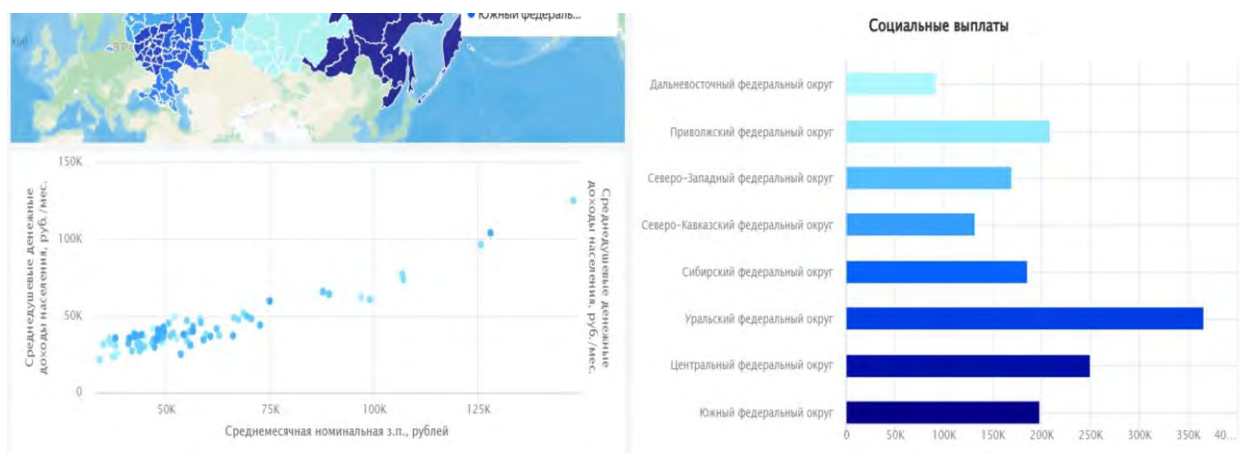 Южный федераль...
150K
100K
50K
0
Среднедушевые денежные
доходы населения, руб./мес.
Среднедушевые денежные
доходы населения, руб./мес.
50K
75K
100K
125K
Среднемесячная номинальная з.п., рублей
Социальные выплаты
Дальневосточный федеральный округ
Приволжский федеральный округ
Северо-Западный федеральный округ
Северо-Кавказский федеральный округ
Сибирский федеральный округ
Уральский федеральный округ
Центральный федеральный округ
Южный федеральный округ
0
50K
100K
150K
200K
250K
300K
350K
40...